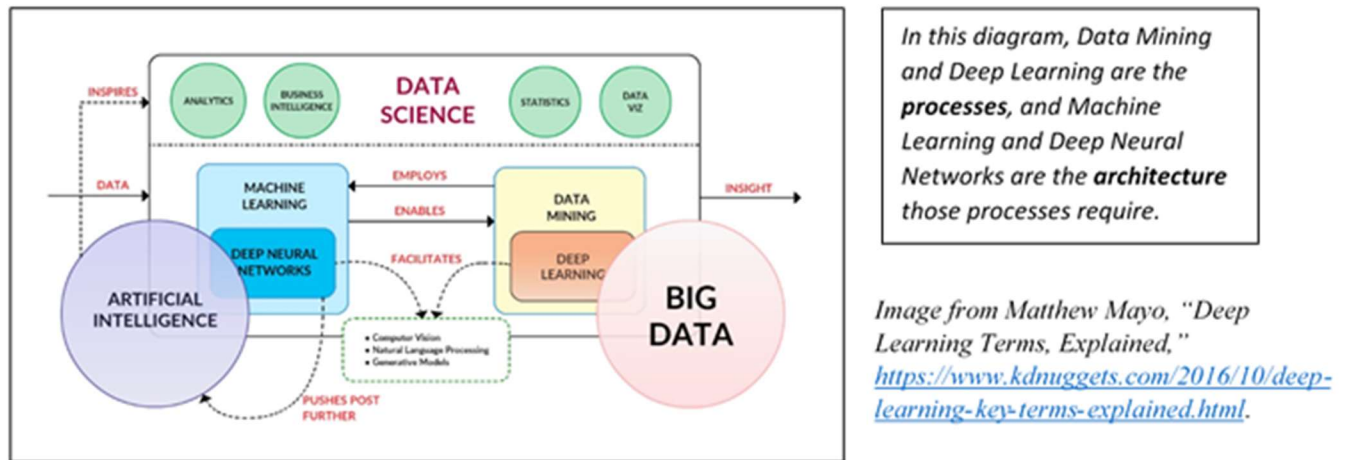 INSPIRES
ANALYTICS
BUSINESS
INTELLIGENCE
DATA
SCIENCE
STATISTICS
DATA
VIZ
DATA
MACHINE
LEARNING
EMPLOYS
ENABLES
DATA
MINING
INSIGHT
DEEP NEURAL
NETWORKS
FACILITATES
DEEP
LEARNING
ARTIFICIAL
INTELLIGENCE
BIG
DATA
• Computer Vision
• Natural Language Processing
• Generative Models
PUSHES POST
FURTHER
In this diagram, Data Mining
and Deep Learning are the
processes, and Machine
Learning and Deep Neural
Networks are the architecture
those processes require.
Image from Matthew Mayo, “Deep
Learning Terms, Explained,”
https://www.kdnuggets.com/2016/10/deep-
learning-key-terms-explained.html.